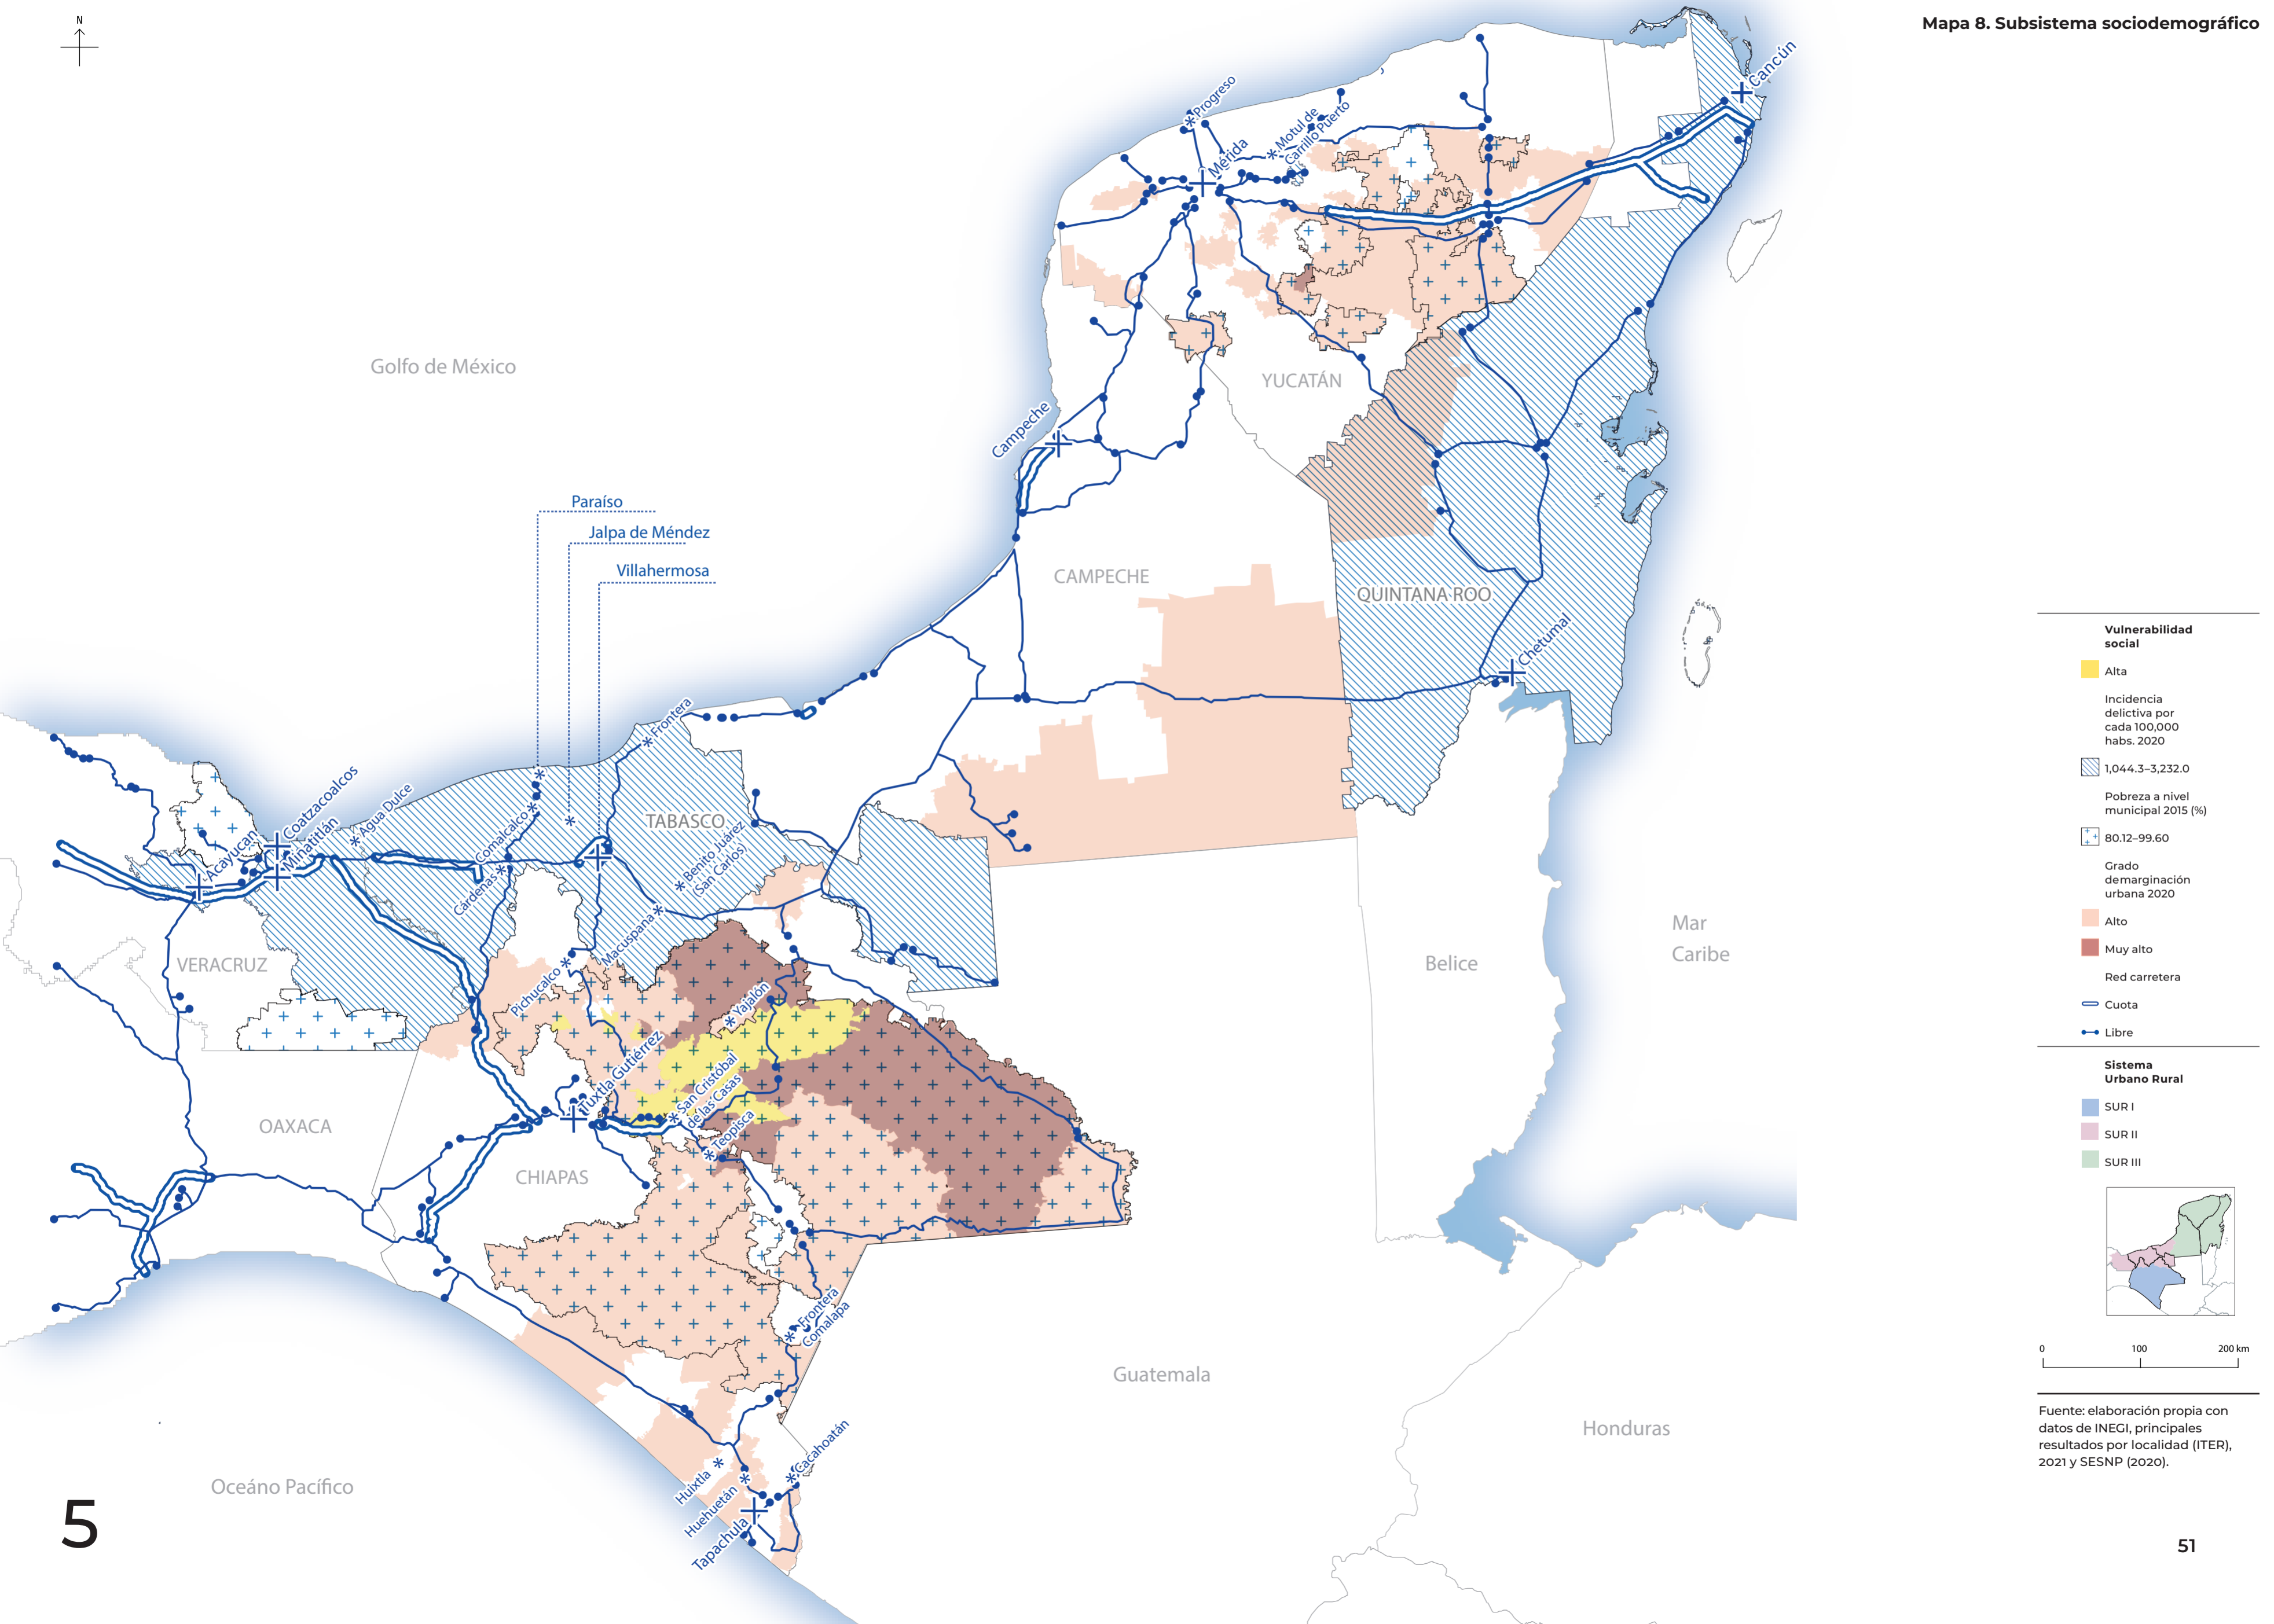 Mapa 8. Subsistema sociodemográfico
N
Cancún
Progreso
Motul de
Carrillo Puerto
Mérida
Golfo de México
YUCATÁN
Campeche
Paraíso
Jalpa de Méndez
Villahermosa
CAMPECHE
QUINTANA ROO
Chetumal
Frontera
Coatzacoalcos
Minatitlán
Agua Dulce
Acayucan
Comalcalco
Cárdenas
TABASCO
Benito Juárez
(San Carlos)
Macuspana
VERACRUZ
Pichucalco
Yajalón
Mar
Caribe
Belice
Tuxtla Gutiérrez
San Cristóbal
de las Casas
Teopisca
OAXACA
CHIAPAS
Frontera
Comalapa
Guatemala
Honduras
Huixtla
Huehuetán
Cacahoatán
Tapachula
Oceáno Pacífico
Vulnerabilidad
social
Alta
Incidencia
delictiva por
cada 100,000
habs. 2020
1,044.3–3,232.0
Pobreza a nivel
municipal 2015 (%)
80.12–99.60
Grado
demarginación
urbana 2020
Alto
Muy alto
Red carretera
Cuota
Libre
Sistema
Urbano Rural
SUR I
SUR II
SUR III
0 100 200 km
Fuente: elaboración propia con
datos de INEGI, principales
resultados por localidad (ITER),
2021 y SESNP (2020).
5
51